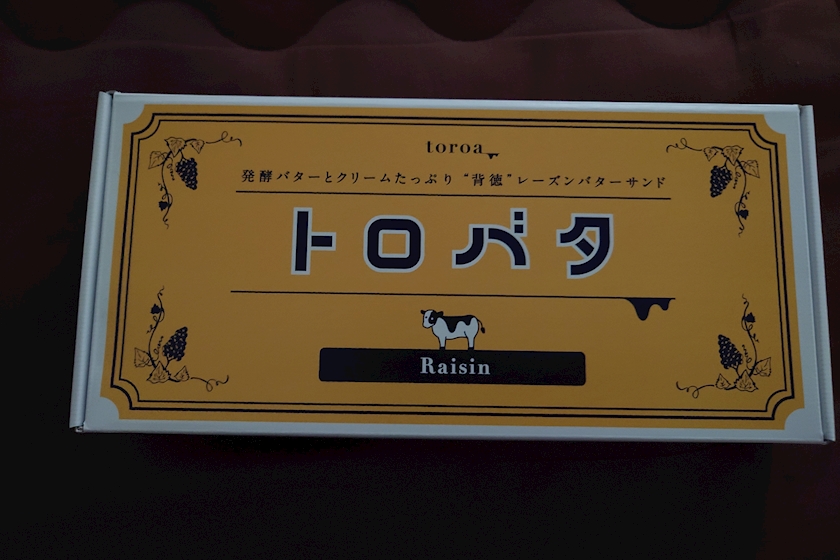 toroa
発酵バターとクリームたっぷり“背徳”レーズンバターサンド
トロバタ
Raisin